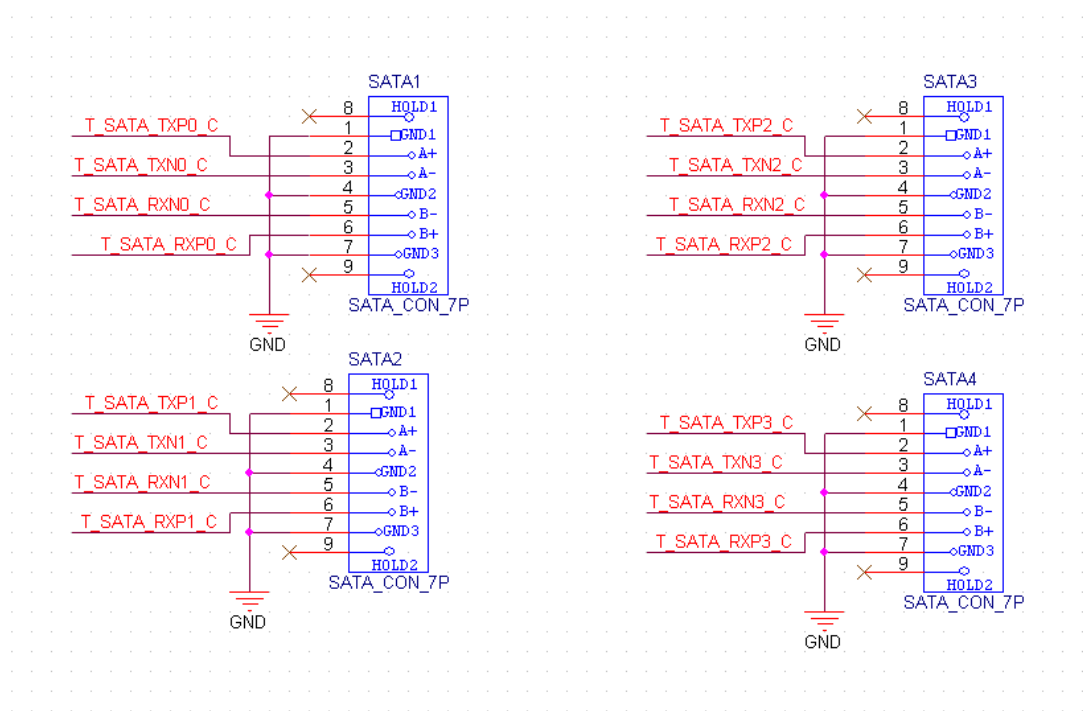 SATA1
8 HOLD1
1 GND1
T_SATA_TXP0_C
2 A+
T_SATA_TXN0_C
3 A-
4 GND2
T_SATA_RXN0_C
5 B-
6 B+
T_SATA_RXP0_C
7 GND3
9
HOLD2
SATA_CON_7P
GND
SATA3
8 HOLD1
1 GND1
T_SATA_TXP2_C
2 A+
T_SATA_TXN2_C
3 A-
4 GND2
T_SATA_RXN2_C
5 B-
6 B+
T_SATA_RXP2_C
7 GND3
9
HOLD2
SATA_CON_7P
GND
SATA2
8 HOLD1
1 GND1
T_SATA_TXP1_C
2 A+
T_SATA_TXN1_C
3 A-
4 GND2
T_SATA_RXN1_C
5 B-
6 B+
T_SATA_RXP1_C
7 GND3
9
HOLD2
SATA_CON_7P
GND
SATA4
8 HOLD1
1 GND1
T_SATA_TXP3_C
2 A+
T_SATA_TXN3_C
3 A-
4 GND2
T_SATA_RXN3_C
5 B-
6 B+
T_SATA_RXP3_C
7 GND3
9
HOLD2
SATA_CON_7P
GND